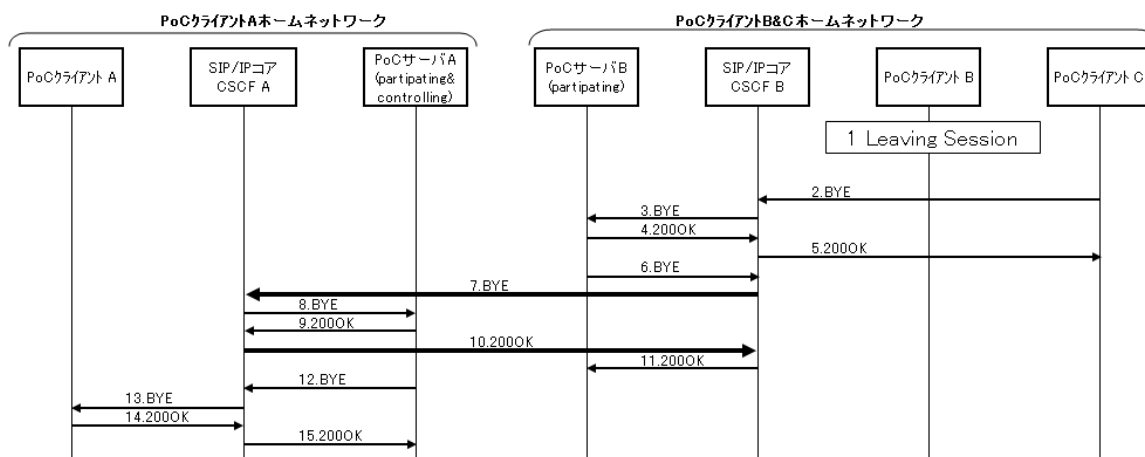 PoCクライアントAホームネットワーク
PoCクライアントB&Cホームネットワーク
PoCクライアント A
SIP/IPコア
CSCF A
PoCサーバA
(partipating&
controlling)
PoCサーバB
(partipating)
SIP/IPコア
CSCF B
PoCクライアント B
PoCクライアント C
1 Leaving Session
2.BYE
3.BYE
4.200OK
5.200OK
6.BYE
7.BYE
8.BYE
9.200OK
10.200OK
11.200OK
12.BYE
13.BYE
14.200OK
15.200OK